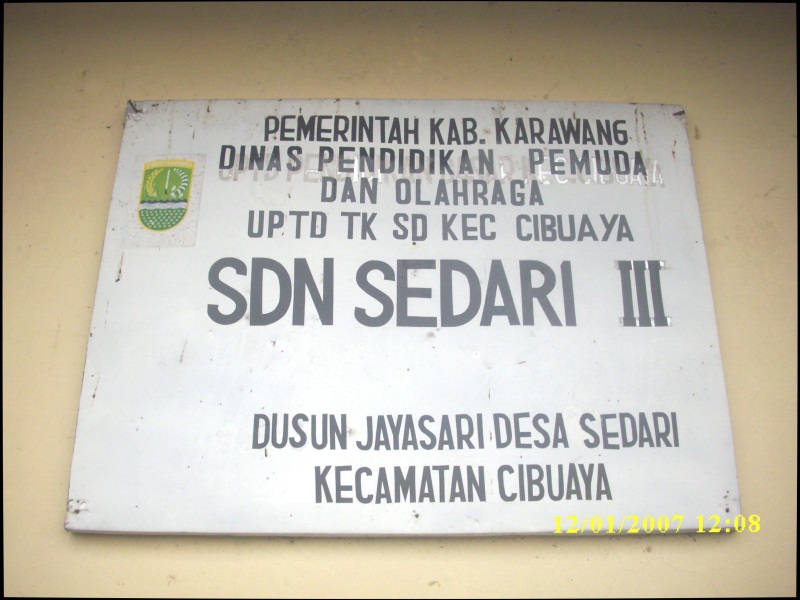 PEMERINTAH KAB. KARAWANG
DINAS PENDIDIKAN, PEMUDA
DAN OLAHRAGA
UPTD TK SD KEC CIBUAYA
SDN SEDARI III
DUSUN JAYASARI DESA SEDARI
KECAMATAN CIBUAYA
12/01/2007 12:08